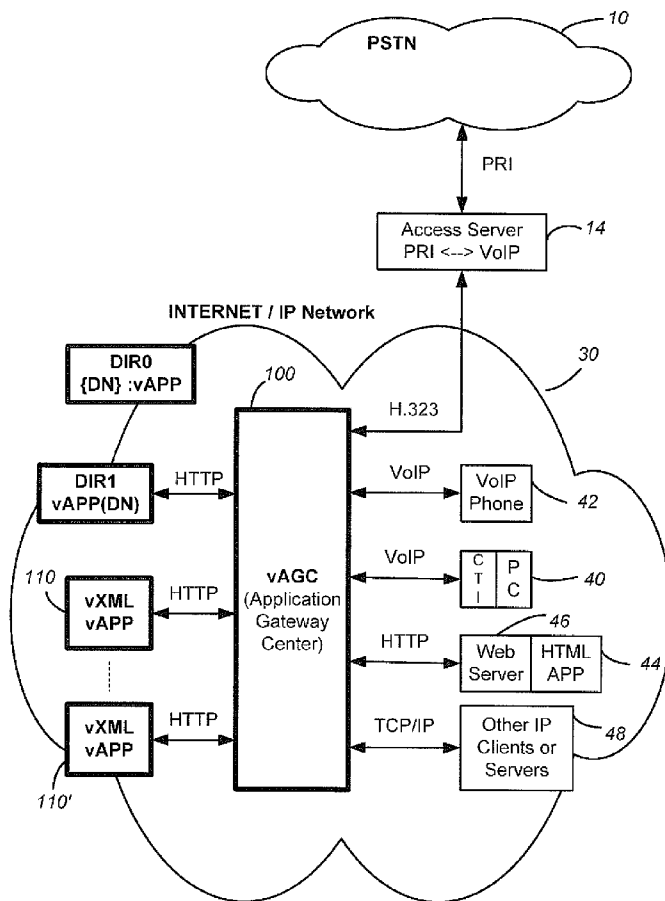 10
PSTN
PRI
Access Server
PRI <--> VoIP
14
INTERNET / IP Network
DIR0
{DN} :vAPP
100
30
H.323
DIR1
vAPP(DN)
HTTP
VoIP
VoIP
Phone
42
110
vXML
vAPP
HTTP
vAGC
(Application
Gateway
Center)
VoIP
CTI
PC
40
HTTP
46
Web
Server
HTML
APP
44
vXML
vAPP
HTTP
TCP/IP
Other IP
Clients or
Servers
48
110'